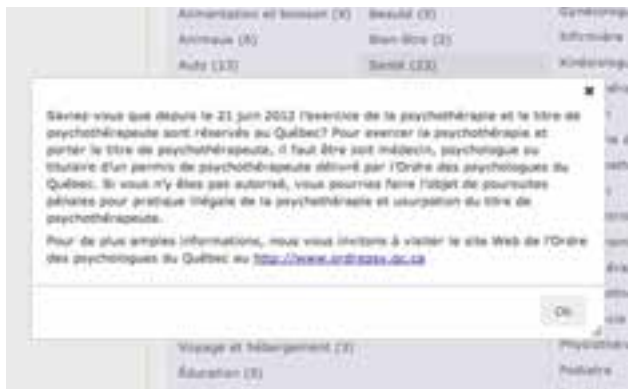 Alimentation et boisson (9) Beauté (5)
Animaux (6) Bien-être (2) Infirmière
Auto (13) Santé (23)
Saviez-vous que depuis le 21 juin 2012 l'exercice de la psychothérapie et le titre de
psychothérapeute sont réservés au Québec? Pour exercer la psychothérapie et
porter le titre de psychothérapeute, il faut être soit médecin, psychologue ou
titulaire d'un permis de psychothérapeute délivré par l'Ordre des psychologues du
Québec. Si vous n'y êtes pas autorisé, vous pourriez faire l'objet de poursuites
pénales pour pratique illégale de la psychothérapie et usurpation du titre de
psychothérapeute.
Pour de plus amples informations, nous vous invitons à visiter le site Web de l'Ordre
des psychologues du Québec au http://www.ordrepsy.qc.ca
Ok
Voyage et hébergement (3)
Éducation (5) Pédiatre